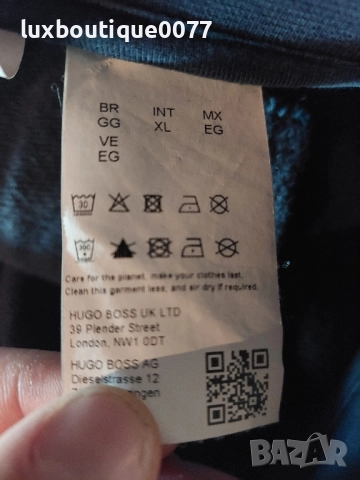 luxboutique0077
BR INT MX
GG XL EG
VE
EG
30
30C
Care for the planet, make your clothes last.
Clean this garment less, and air dry if required.
HUGO BOSS UK LTD
39 Plender Street
London, NW1 0DT
HUGO BOSS AG
Dieselstrasse 12
BAZAR